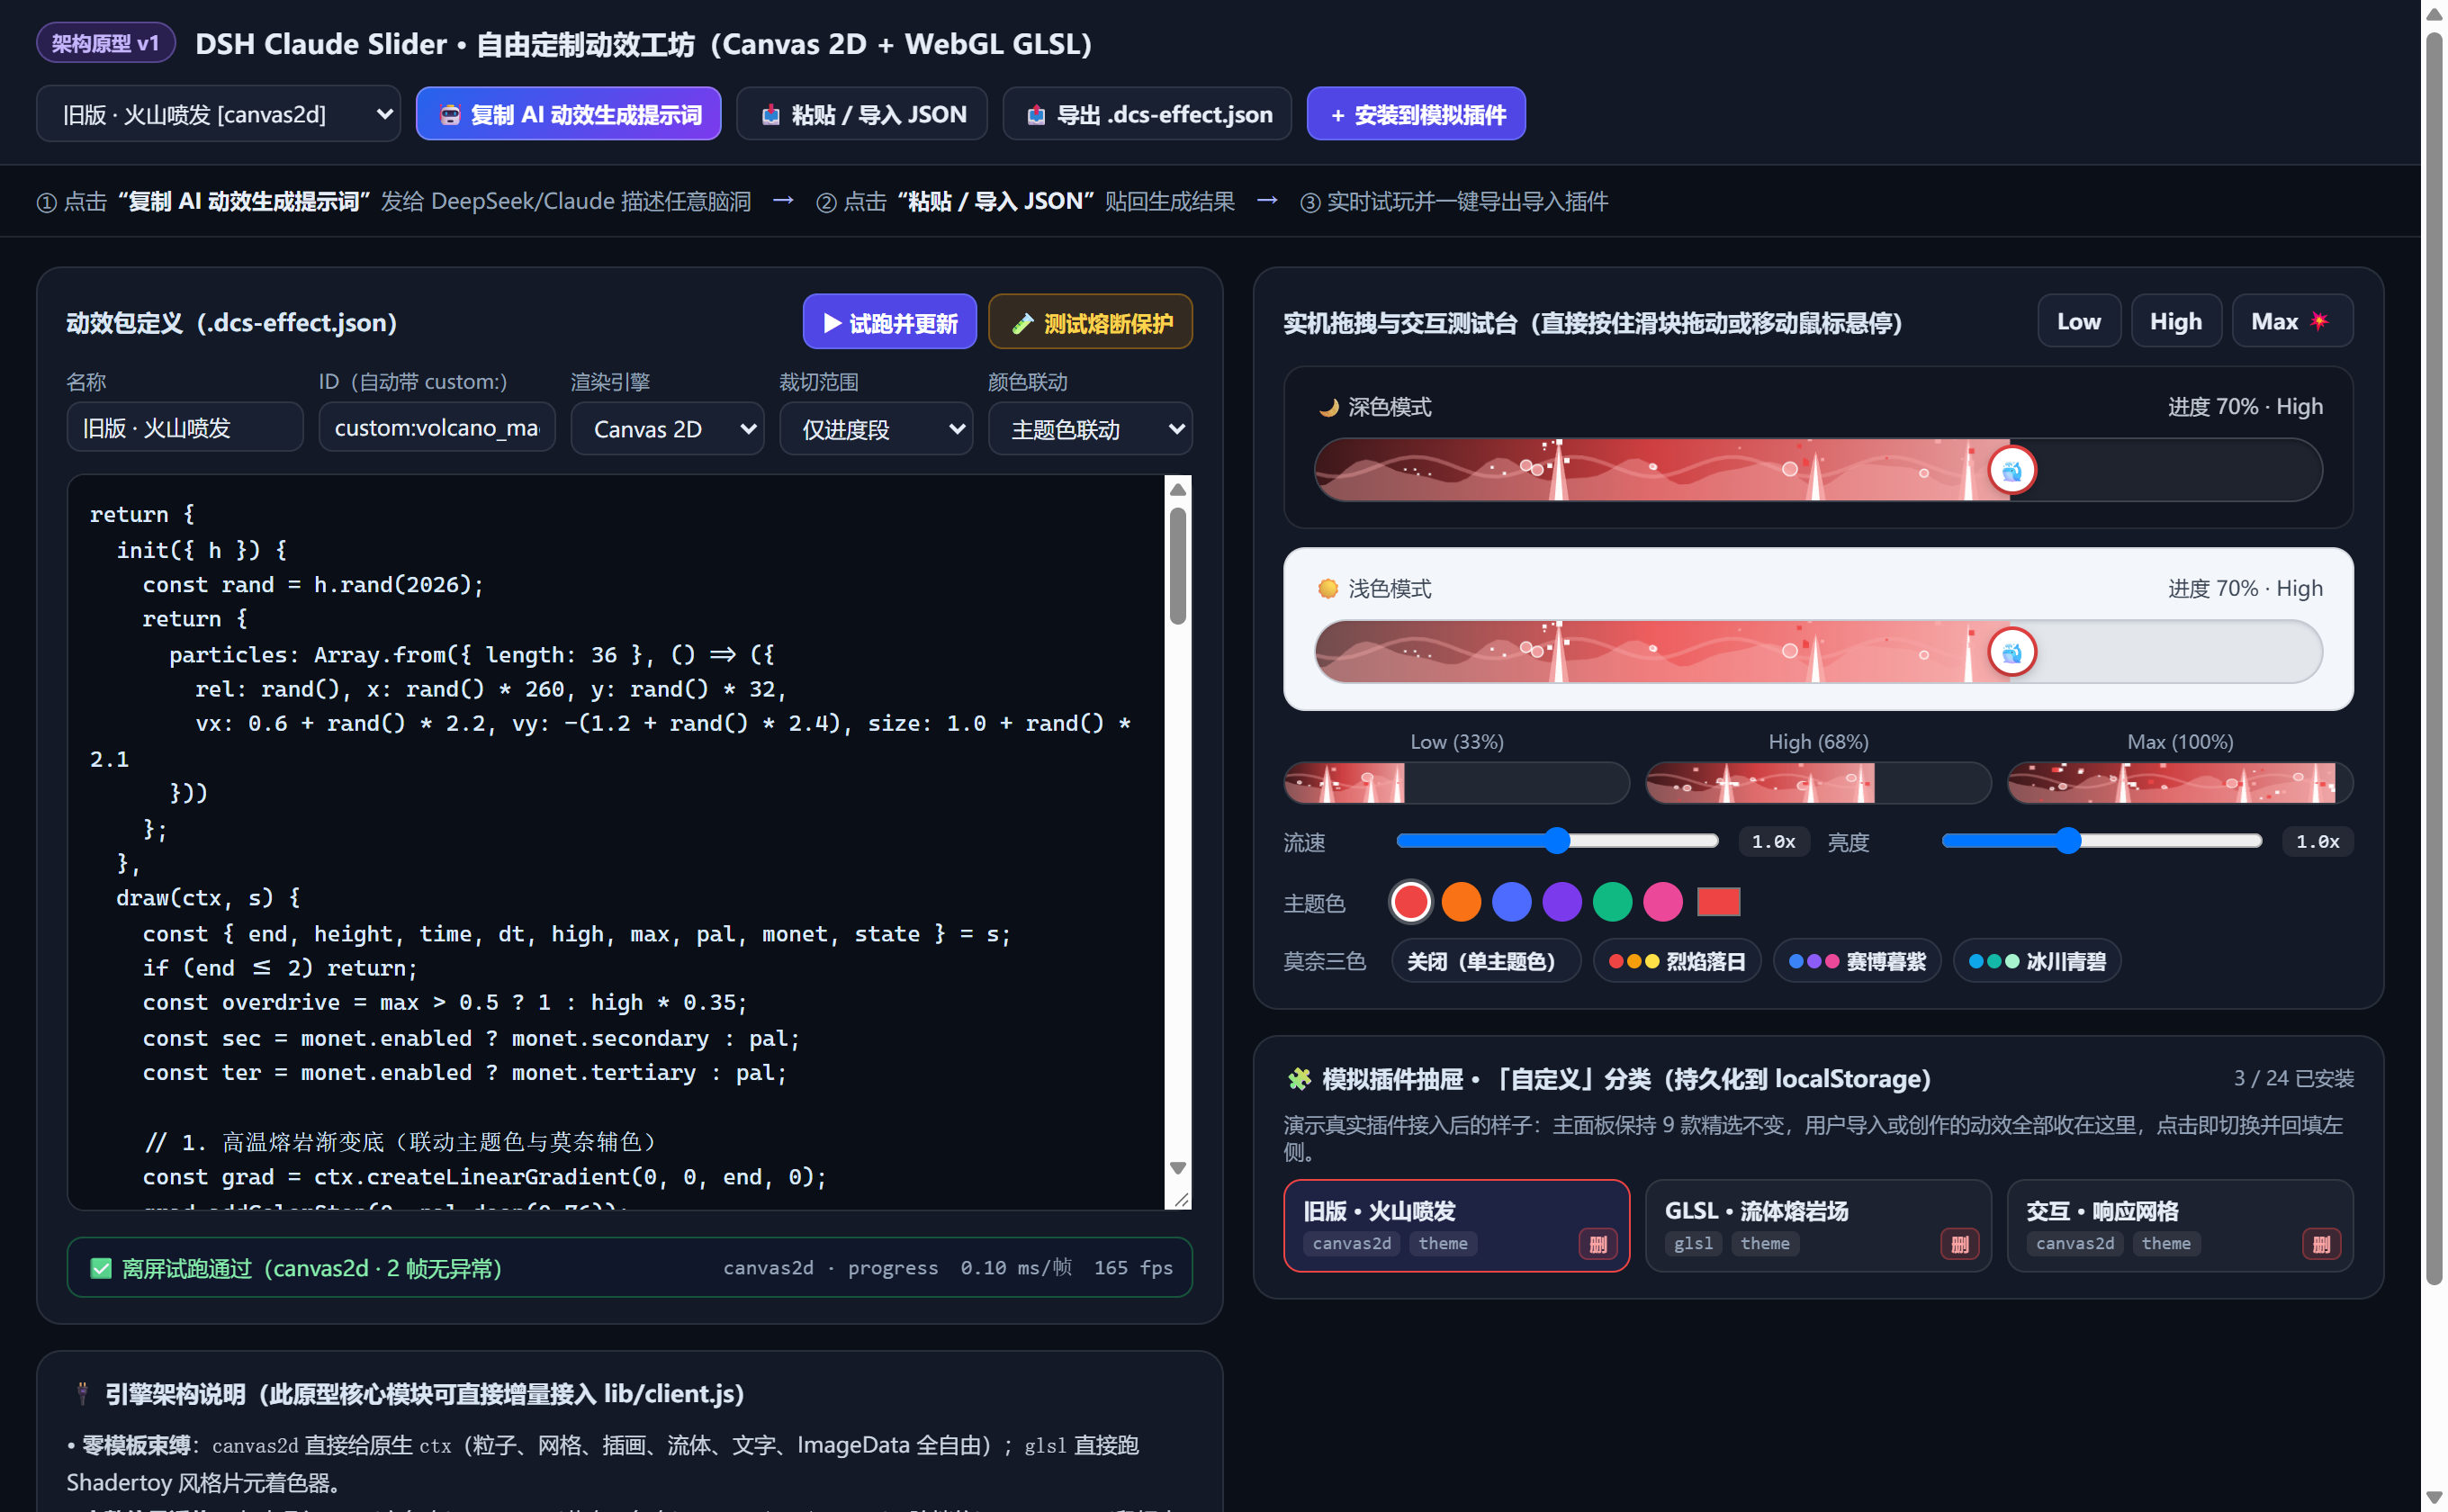 架构原型 v1
DSH Claude Slider · 自由定制动效工坊（Canvas 2D + WebGL GLSL）
旧版 · 火山喷发 [canvas2d]
复制 AI 动效生成提示词
粘贴 / 导入 JSON
导出 .dcs-effect.json
+ 安装到模拟插件
① 点击 “复制 AI 动效生成提示词” 发给 DeepSeek/Claude 描述任意脑洞 → ② 点击 “粘贴 / 导入 JSON” 贴回生成结果 → ③ 实时试玩并一键导出导入插件
动效包定义（.dcs-effect.json）
▶ 试跑并更新
测试熔断保护
名称
ID（自动带 custom:）
渲染引擎
裁切范围
颜色联动
旧版 · 火山喷发
custom:volcano_ma
Canvas 2D
仅进度段
主题色联动
return {
init({ h }) {
const rand = h.rand(2026);
return {
particles: Array.from({ length: 36 }, () => ({
rel: rand(), x: rand() * 260, y: rand() * 32,
vx: 0.6 + rand() * 2.2, vy: -(1.2 + rand() * 2.4), size: 1.0 + rand() *
2.1
}))
};
},
draw(ctx, s) {
const { end, height, time, dt, high, max, pal, monet, state } = s;
if (end <= 2) return;
const overdrive = max > 0.5 ? 1 : high * 0.35;
const sec = monet.enabled ? monet.secondary : pal;
const ter = monet.enabled ? monet.tertiary : pal;
// 1. 高温熔岩渐变底（联动主题色与莫奈辅色）
const grad = ctx.createLinearGradient(0, 0, end, 0);
✅ 离屏试跑通过（canvas2d · 2 帧无异常）
canvas2d · progress 0.10 ms/帧 165 fps
引擎架构说明（此原型核心模块可直接增量接入 lib/client.js）
• 零模板束缚：canvas2d 直接给原生 ctx（粒子、网格、插画、流体、文字、ImageData 全自由）；glsl 直接跑
Shadertoy 风格片元着色器。
实机拖拽与交互测试台（直接按住滑块拖动或移动鼠标悬停）
Low
High
Max
深色模式
进度 70% · High
浅色模式
进度 70% · High
Low (33%)
High (68%)
Max (100%)
流速
1.0x
亮度
1.0x
主题色
莫奈三色
关闭（单主题色）
烈焰落日
赛博暮紫
冰川青碧
模拟插件抽屉 · 「自定义」分类（持久化到 localStorage）
3 / 24 已安装
演示真实插件接入后的样子：主面板保持 9 款精选不变，用户导入或创作的动效全部收在这里，点击即切换并回填左
侧。
旧版 · 火山喷发
canvas2d theme
删
GLSL · 流体熔岩场
glsl theme
删
交互 · 响应网格
canvas2d theme
删